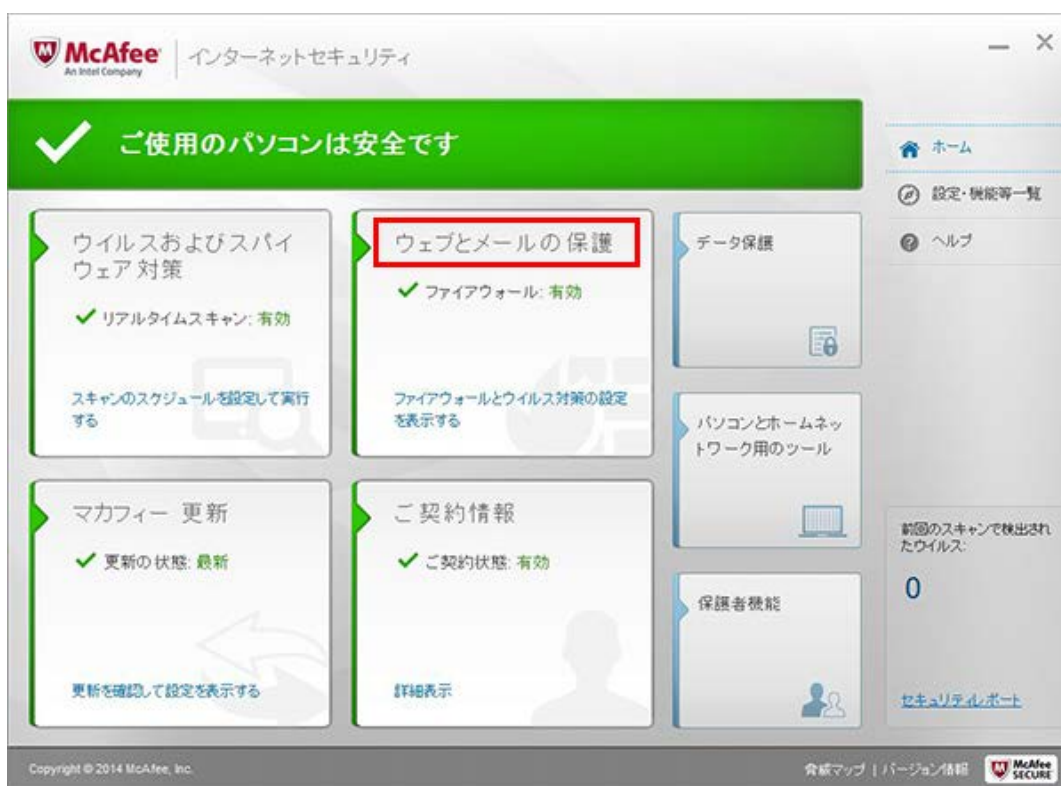 McAfee
An Intel Company
インターネットセキュリティ
ご使用のパソコンは安全です
ホーム
設定・機能等一覧
ヘルプ
ウイルスおよびスパイ
ウェア対策
リアルタイムスキャン: 有効
スキャンのスケジュールを設定して実行
する
ウェブとメールの保護
ファイアウォール: 有効
ファイアウォールとウイルス対策の設定
を表示する
データ保護
パソコンとホームネッ
トワーク用のツール
マカフィー 更新
更新の状態: 最新
更新を確認して設定を表示する
ご契約情報
ご契約状態: 有効
詳細表示
保護者機能
前回のスキャンで検出され
たウイルス:
0
セキュリティレポート
Copyright © 2014 McAfee, Inc.
脅威マップ | バージョン情報
McAfee
SECURE